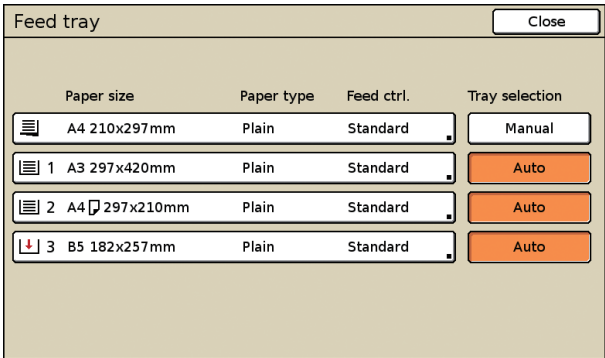 Feed tray Close
Paper size Paper type Feed ctrl. Tray selection
A4 210x297mm Plain Standard Manual
1 A3 297x420mm Plain Standard Auto
2 A4 297x210mm Plain Standard Auto
3 B5 182x257mm Plain Standard Auto